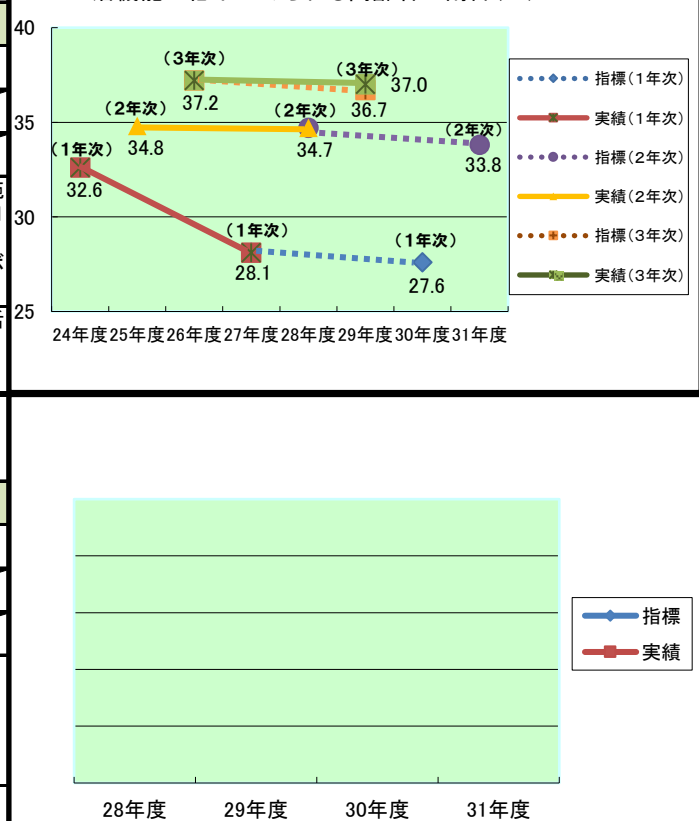 40
35
30
25
（3年次）
37.2
（3年次）
37.0
36.7
（2年次）
34.8
（2年次）
34.7
（2年次）
33.8
（1年次）
32.6
（1年次）
28.1
（1年次）
27.6
24年度 25年度 26年度 27年度 28年度 29年度 30年度 31年度
指標（1年次）
実績（1年次）
指標（2年次）
実績（2年次）
指標（3年次）
実績（3年次）
指標
実績
28年度 29年度 30年度 31年度